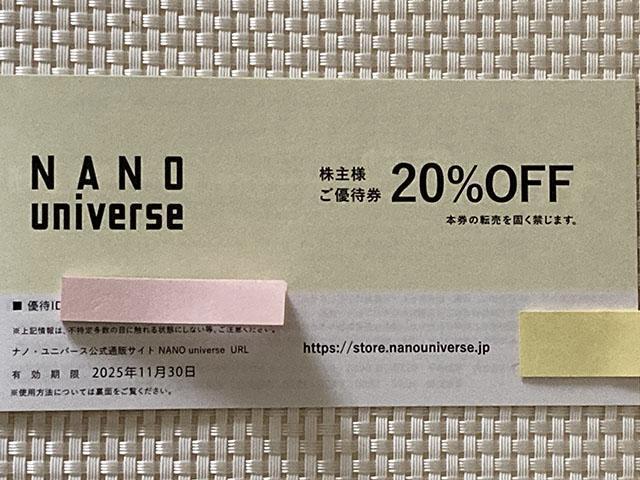 NANO
universe
株主様
ご優待券
20%OFF
本券の転売を固く禁じます。
■ 優待ID
※上記情報は、不特定多数の目に触れる状態にしない等、ご注意ください。
ナノ・ユニバース公式通販サイト NANO universe URL
https://store.nanouniverse.jp
有効期限 2025年11月30日
※使用方法については裏面をご覧ください。